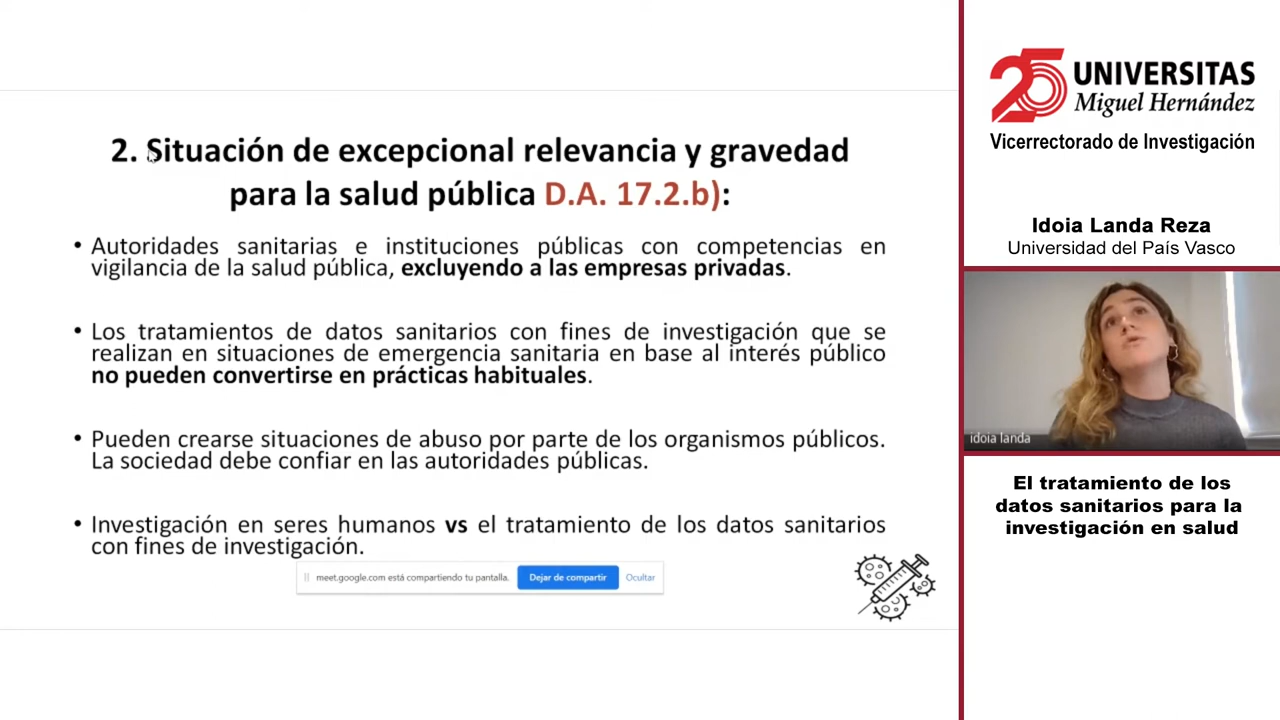 2. Situación de excepcional relevancia y gravedad
para la salud pública D.A. 17.2.b):
• Autoridades sanitarias e instituciones públicas con competencias en
vigilancia de la salud pública, excluyendo a las empresas privadas.
• Los tratamientos de datos sanitarios con fines de investigación que se
realizan en situaciones de emergencia sanitaria en base al interés público
no pueden convertirse en prácticas habituales.
• Pueden crearse situaciones de abuso por parte de los organismos públicos.
La sociedad debe confiar en las autoridades públicas.
• Investigación en seres humanos vs el tratamiento de los datos sanitarios
con fines de investigación.
meet.google.com está compartiendo tu pantalla.
Dejar de compartir
Ocultar
25 UNIVERSITAS
Miguel Hernández
Vicerrectorado de Investigación
Idoia Landa Reza
Universidad del País Vasco
idoia landa
El tratamiento de los
datos sanitarios para la
investigación en salud